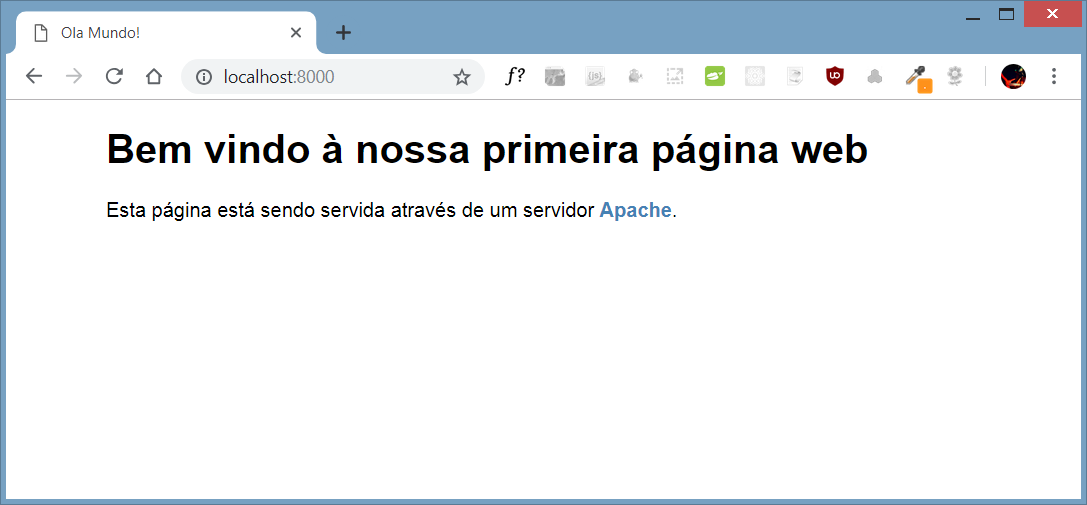 Ola Mundo!
localhost:8000
f?
Bem vindo à nossa primeira página web
Esta página está sendo servida através de um servidor Apache.